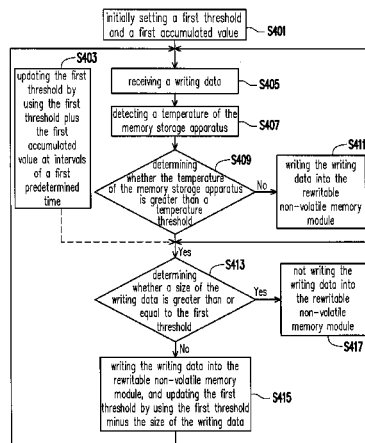 initially setting a first threshold
and a first accumulated value
S401
S403
updating the first
threshold by
using the first
threshold plus
the first
accumulated
value at intervals
of a first
predetermined
time
receiving a writing data
S405
detecting a temperature of the
memory storage apparatus
S407
determining
whether the temperature
of the memory storage apparatus
is greater than a
temperature
threshold
S409
No
S411
writing the writing
data into the
rewritable
non-volatile memory
module
Yes
determining
whether a size of the
writing data is greater than or
equal to the first
threshold
S413
Yes
not writing the
writing data
into the
rewritable
non-volatile
memory module
S417
No
writing the writing data into the
rewritable non-volatile memory
module, and updating the first
threshold by using the first threshold
minus the size of the writing data
S415